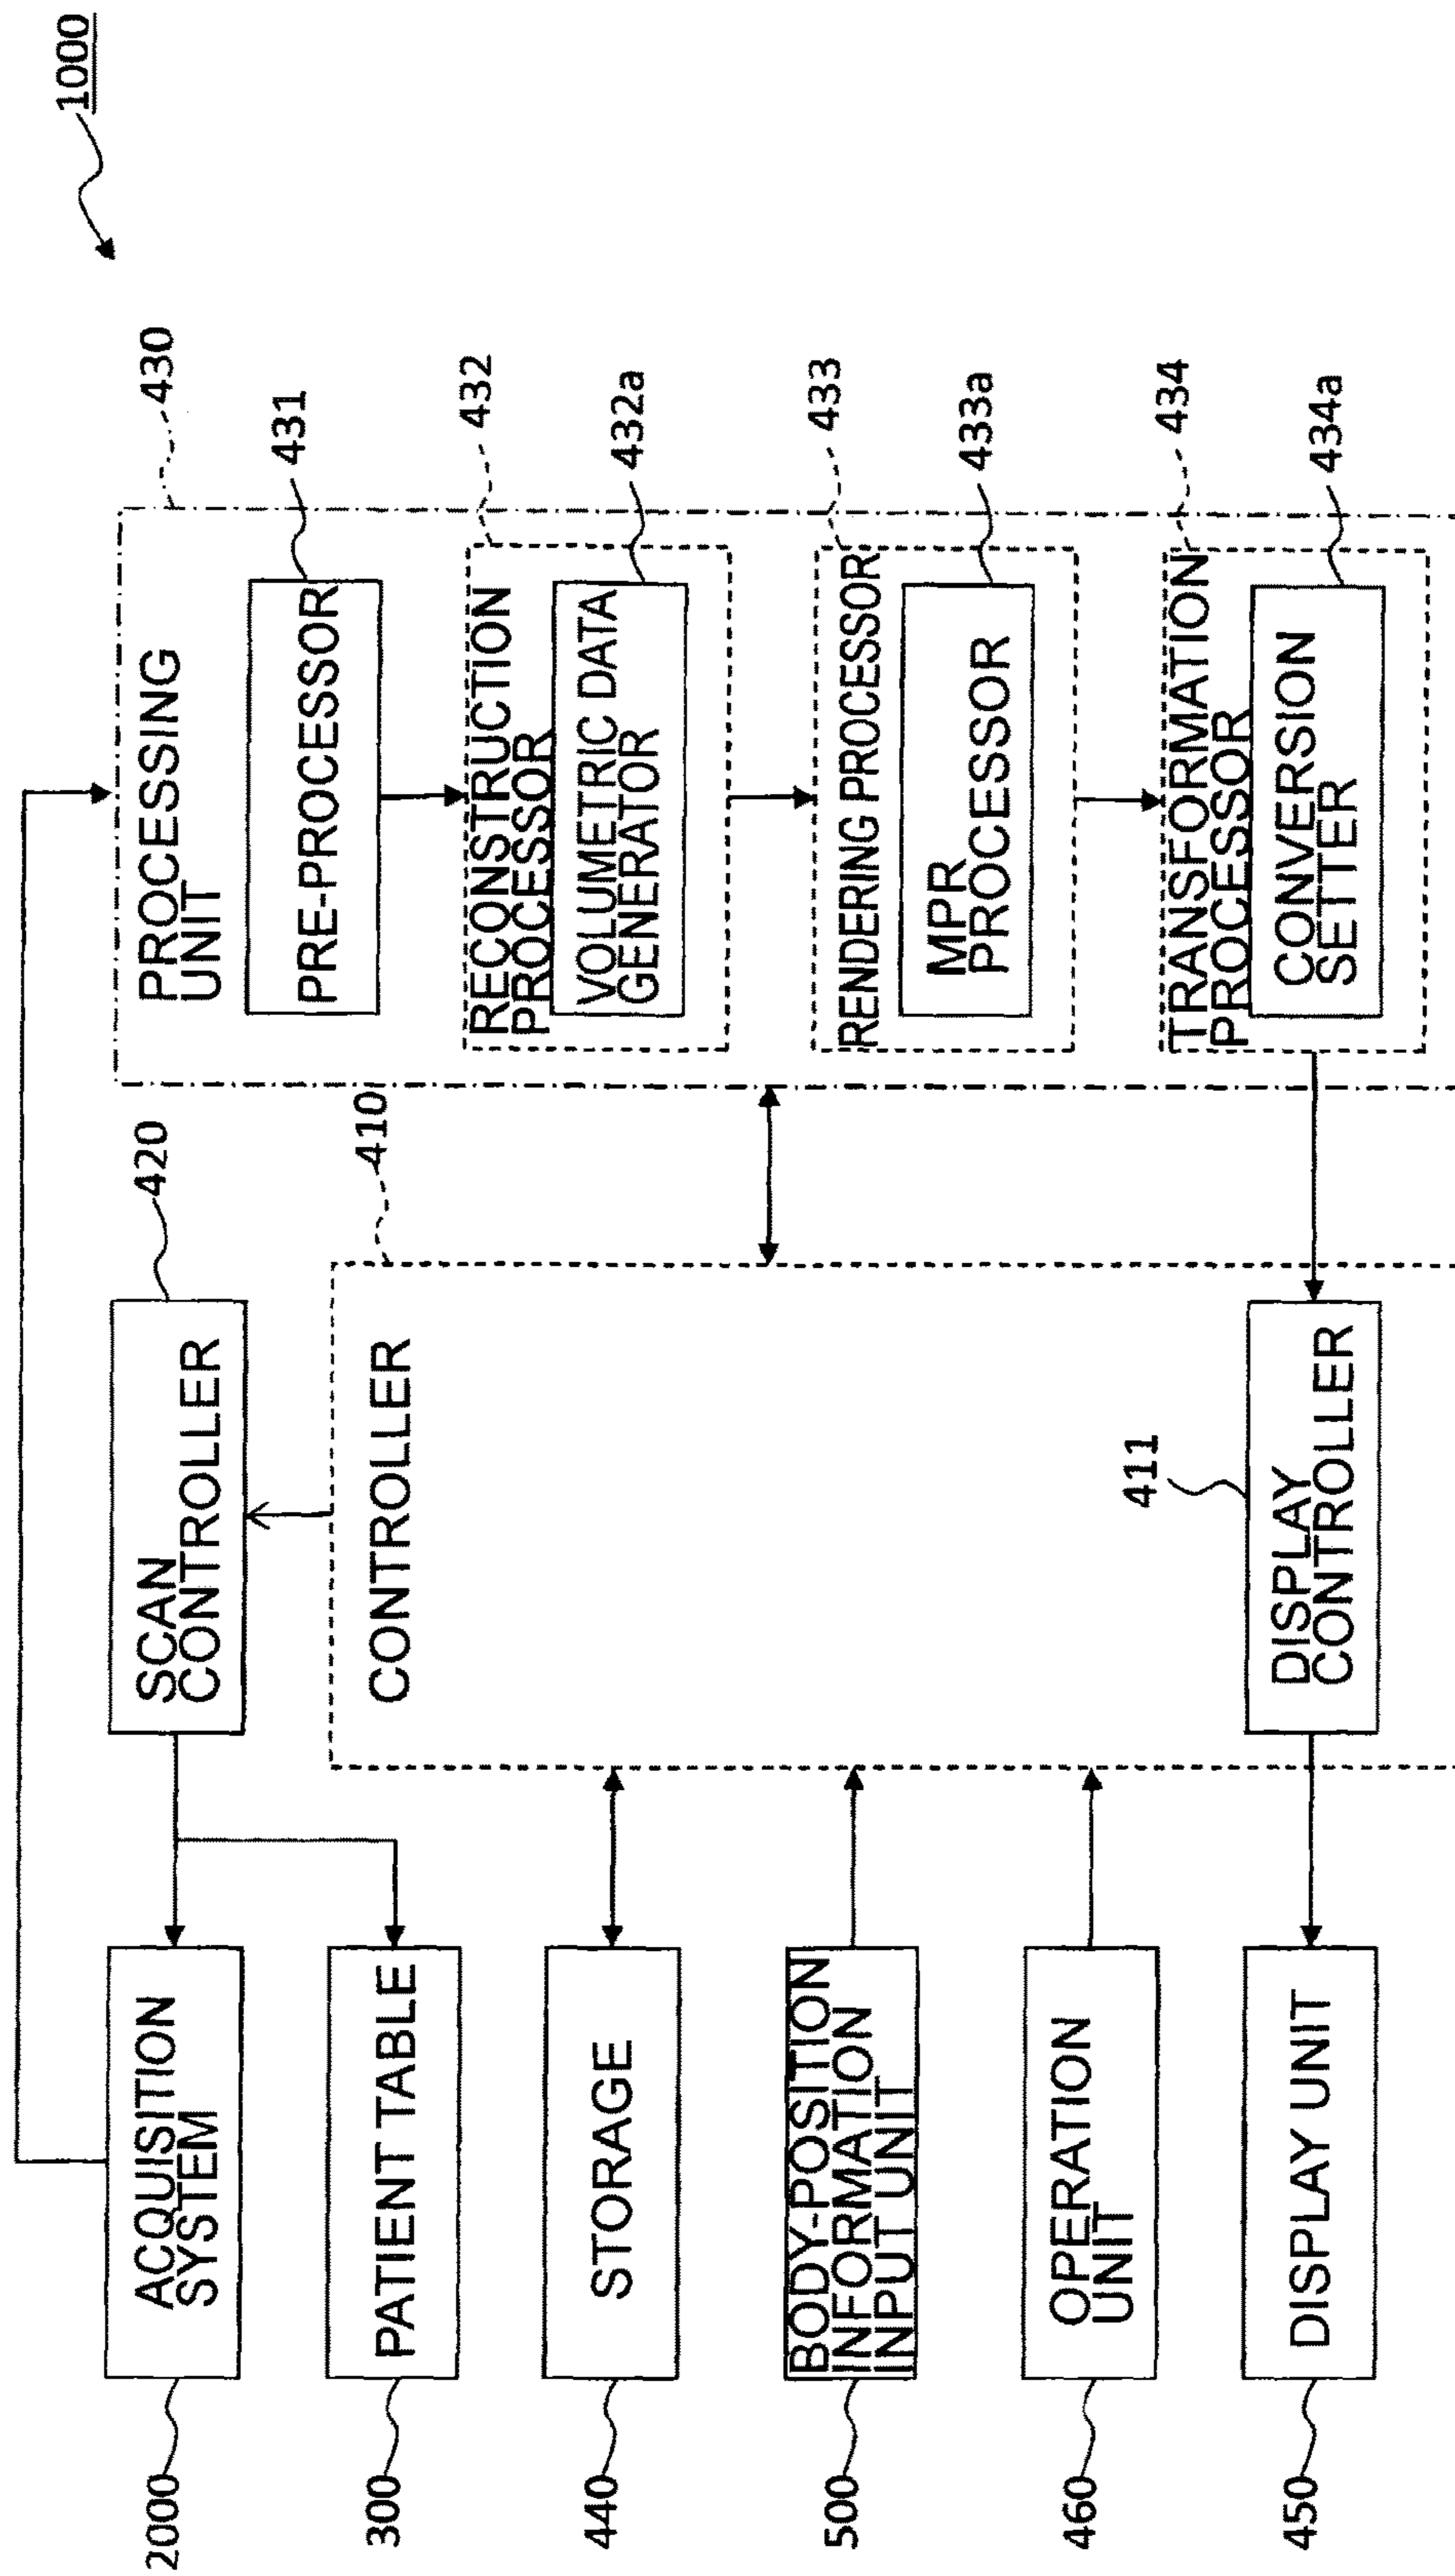 1000
2000
ACQUISITION
SYSTEM
300
PATIENT TABLE
440
STORAGE
500
BODY-POSITION
INFORMATION
INPUT UNIT
460
OPERATION
UNIT
450
DISPLAY UNIT
420
SCAN
CONTROLLER
410
CONTROLLER
411
DISPLAY
CONTROLLER
430
PROCESSING
UNIT
431
PRE-PROCESSOR
432
RECONSTRUCTION
PROCESSOR
432a
VOLUMETRIC DATA
GENERATOR
433
RENDERING PROCESSOR
433a
MPR
PROCESSOR
434
TRANSFORMATION
PROCESSOR
434a
CONVERSION
SETTER